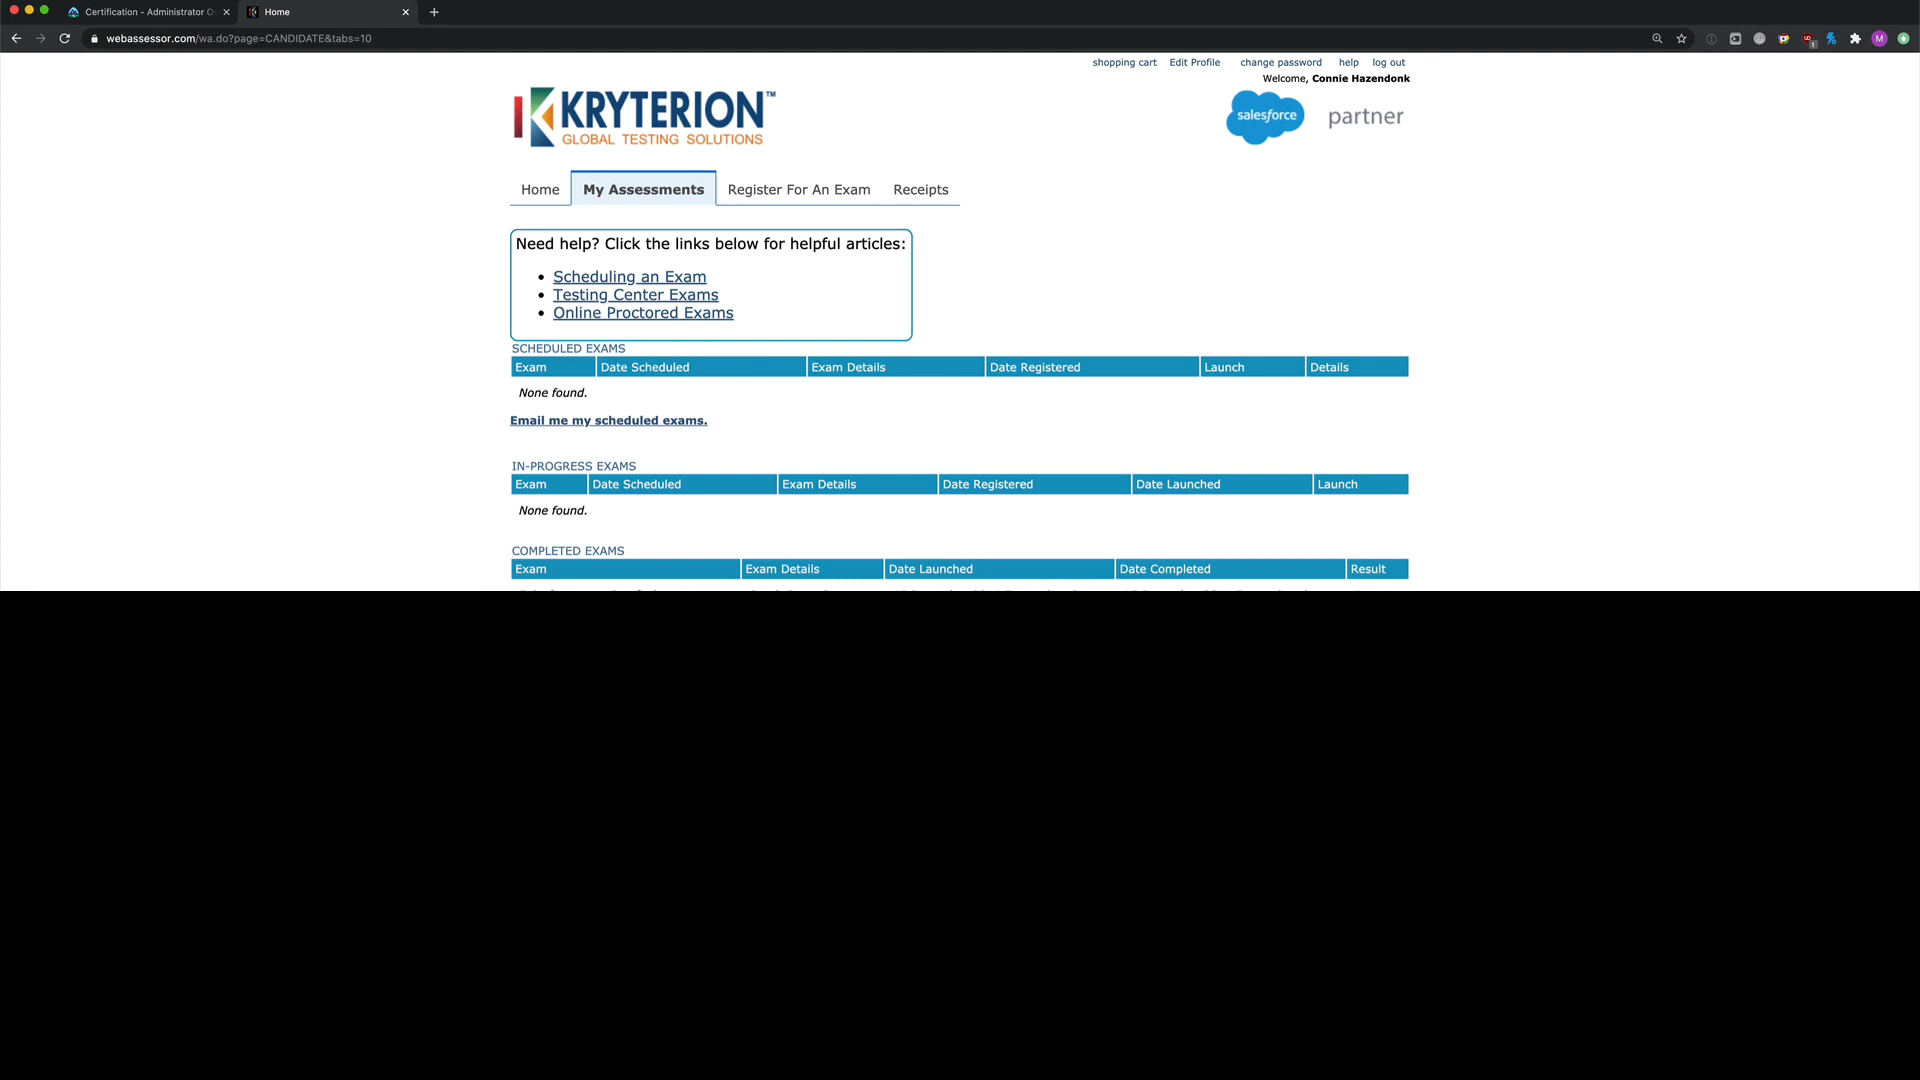 Certification - Administrator O
Home
webassessor.com/wa.do?page=CANDIDATE&tabs=10
M
1
shopping cart Edit Profile change password help log out
Welcome, Connie Hazendonk
KRYTERION™
GLOBAL TESTING SOLUTIONS
salesforce partner
Home My Assessments Register For An Exam Receipts
Need help? Click the links below for helpful articles:
• Scheduling an Exam
• Testing Center Exams
• Online Proctored Exams
SCHEDULED EXAMS
Exam Date Scheduled Exam Details Date Registered Launch Details
None found.
Email me my scheduled exams.
IN-PROGRESS EXAMS
Exam Date Scheduled Exam Details Date Registered Date Launched Launch
None found.
COMPLETED EXAMS
Exam Exam Details Date Launched Date Completed Result